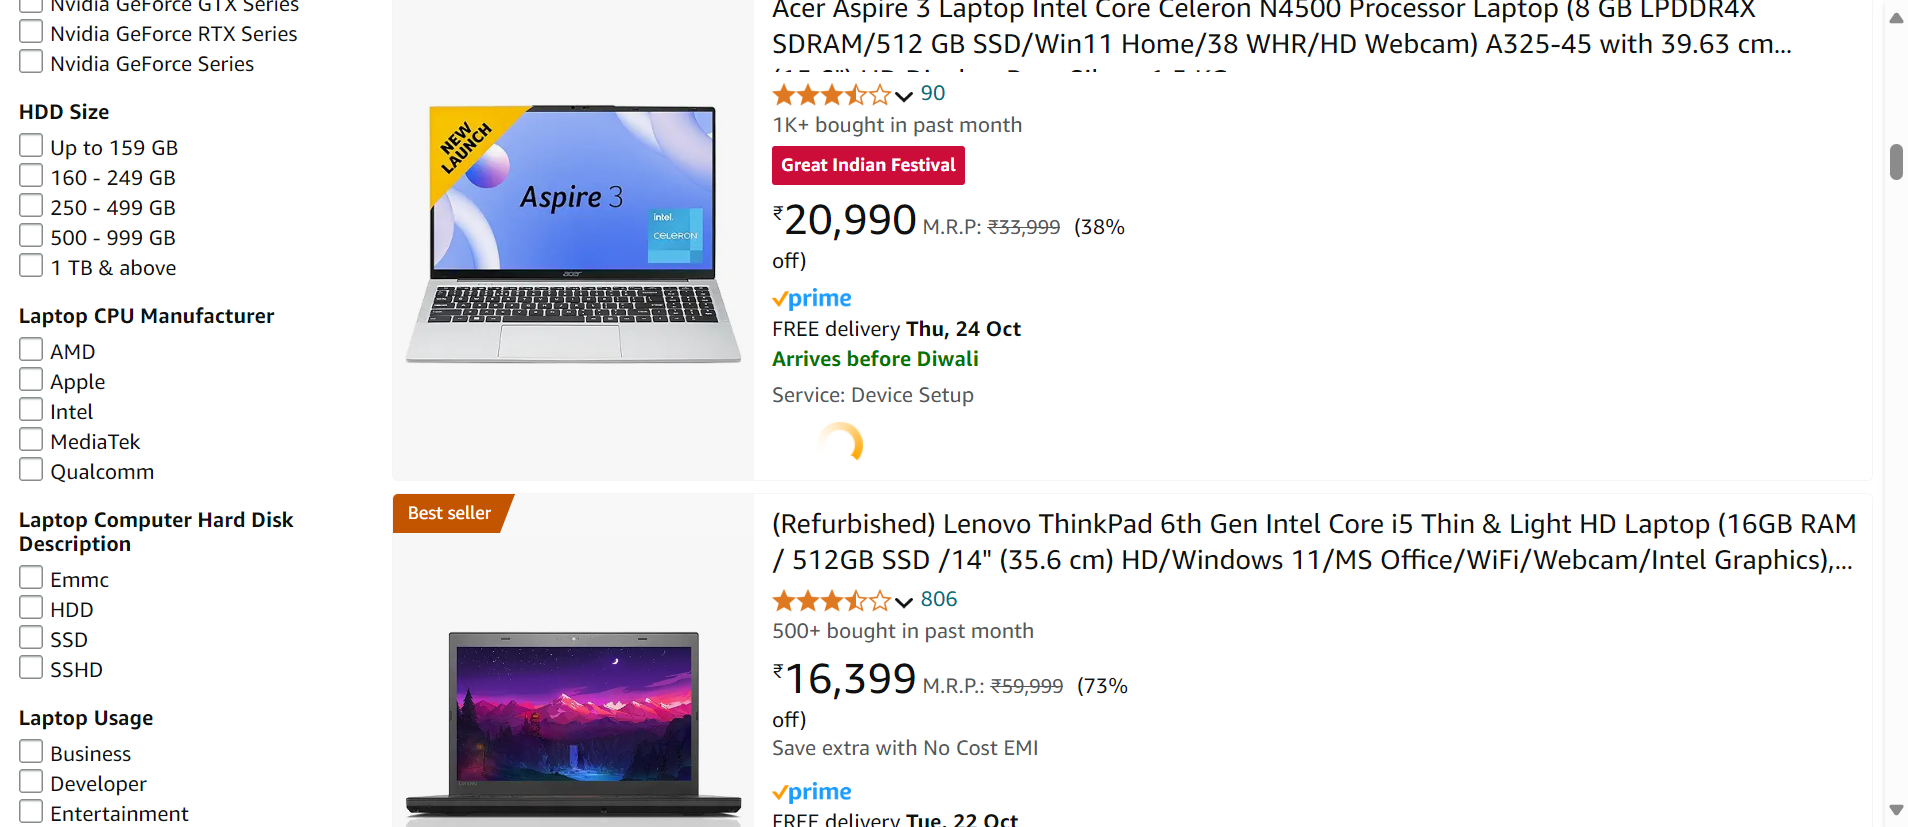 Nvidia GeForce GTX Series
Nvidia GeForce RTX Series
Nvidia GeForce Series
HDD Size
Up to 159 GB
160 - 249 GB
250 - 499 GB
500 - 999 GB
1 TB & above
Laptop CPU Manufacturer
AMD
Apple
Intel
MediaTek
Qualcomm
Laptop Computer Hard Disk
Description
Emmc
HDD
SSD
SSHD
Laptop Usage
Business
Developer
Entertainment
NEW
LAUNCH
Aspire 3
intel.
CELERON
acer
Acer Aspire 3 Laptop Intel Core Celeron N4500 Processor Laptop (8 GB LPDDR4X
SDRAM/512 GB SSD/Win11 Home/38 WHR/HD Webcam) A325-45 with 39.63 cm...
90
1K+ bought in past month
Great Indian Festival
₹20,990 M.R.P: ₹33,999 (38%
off)
prime
FREE delivery Thu, 24 Oct
Arrives before Diwali
Service: Device Setup
Best seller
(Refurbished) Lenovo ThinkPad 6th Gen Intel Core i5 Thin & Light HD Laptop (16GB RAM
/ 512GB SSD /14" (35.6 cm) HD/Windows 11/MS Office/WiFi/Webcam/Intel Graphics),...
806
500+ bought in past month
₹16,399 M.R.P.: ₹59,999 (73%
off)
Save extra with No Cost EMI
prime
FREE delivery Tue, 22 Oct